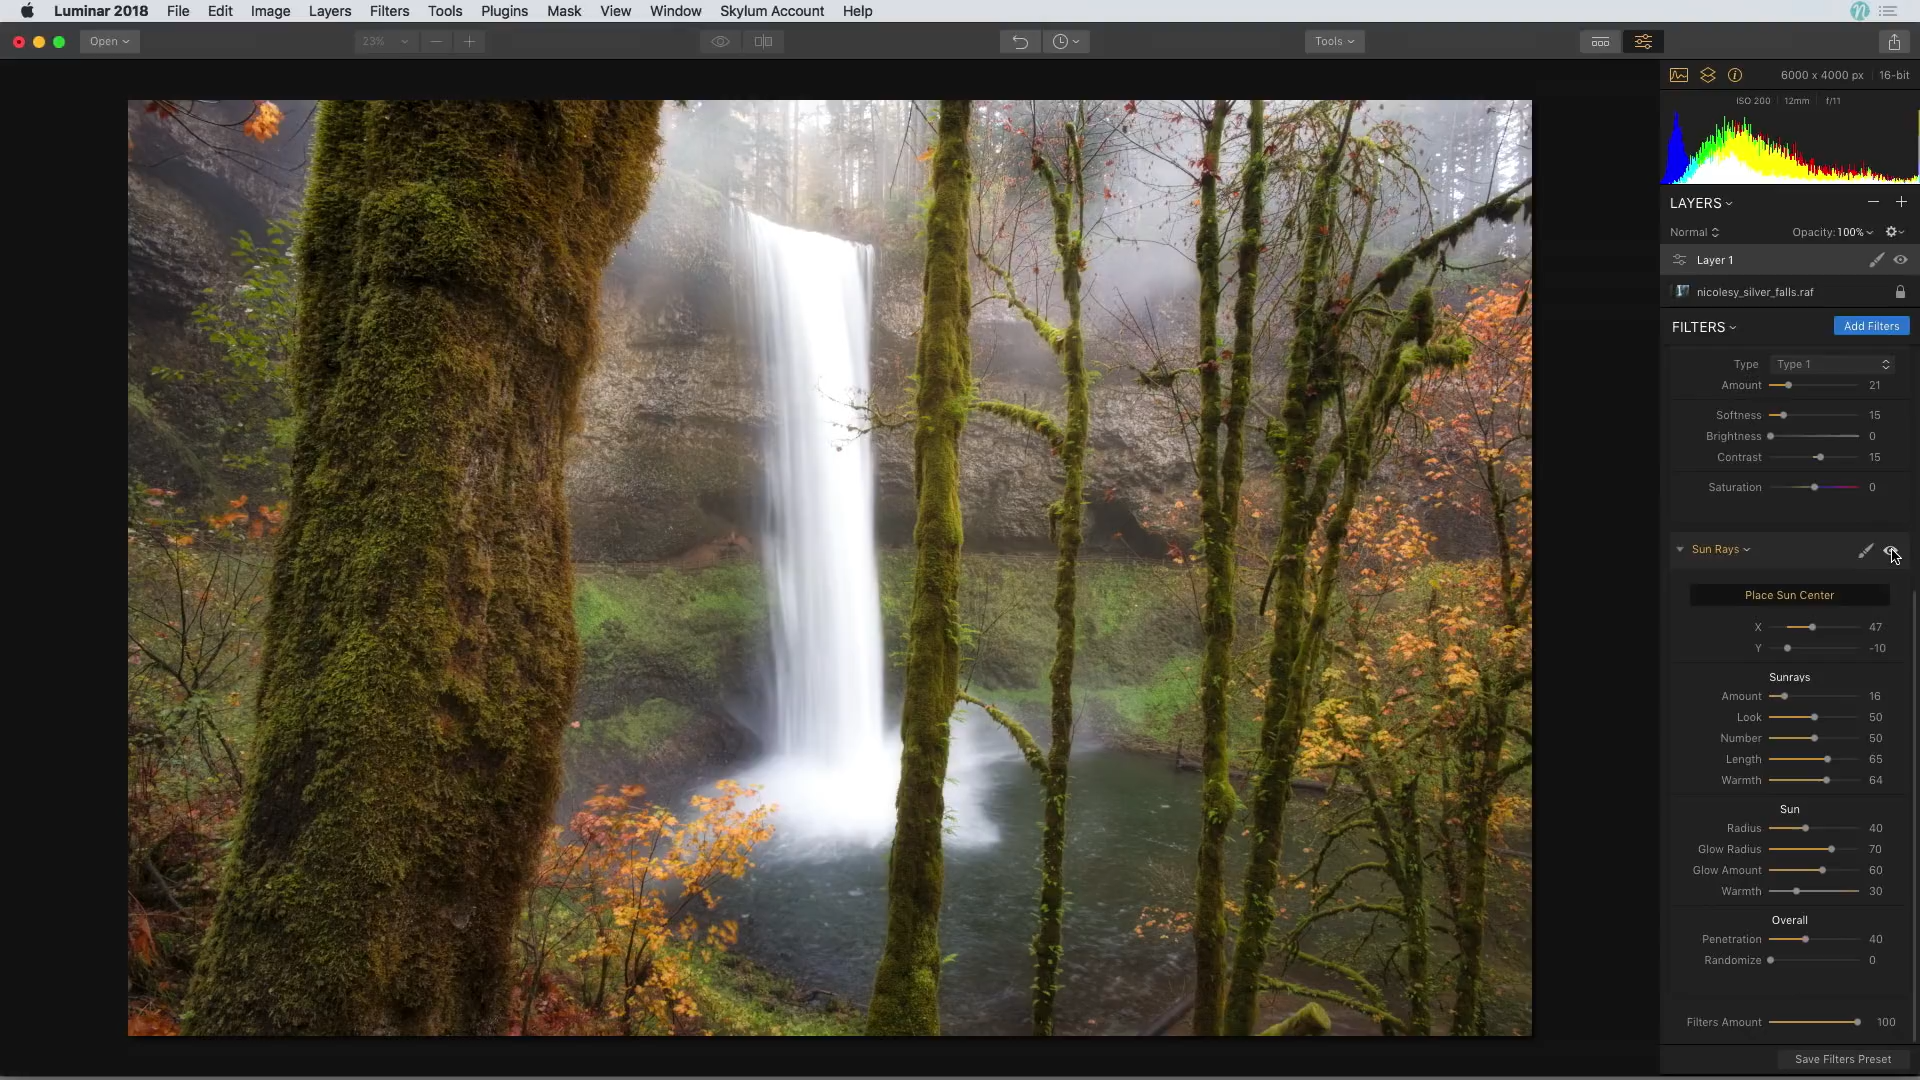 Luminar 2018 File Edit Image Layers Filters Tools Plugins Mask View Window Skylum Account Help
Open 23% Tools
6000 x 4000 px 16-bit
ISO 200 12mm f/11
LAYERS
Normal Opacity: 100%
Layer 1
nicolesy_silver_falls.raf
FILTERS Add Filters
Type Type 1
Amount 21
Softness 15
Brightness 0
Contrast 15
Saturation 0
Sun Rays
Place Sun Center
X 47
Y -10
Sunrays
Amount 16
Look 50
Number 50
Length 65
Warmth 64
Sun
Radius 40
Glow Radius 70
Glow Amount 60
Warmth 30
Overall
Penetration 40
Randomize 0
Filters Amount 100
Save Filters Preset